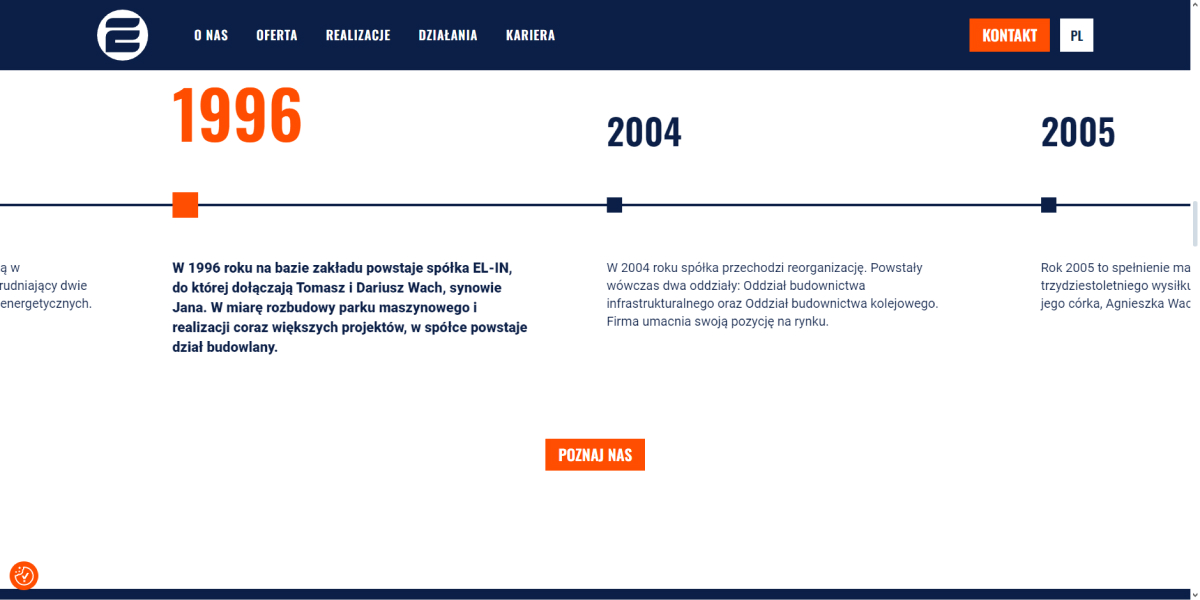 O NAS
OFERTA
REALIZACJE
DZIAŁANIA
KARIERA
KONTAKT
PL
1996
2004
2005
ą w
rudniający dwie
energetycznych.
W 1996 roku na bazie zakładu powstaje spółka EL-IN,
do której dołączają Tomasz i Dariusz Wach, synowie
Jana. W miarę rozbudowy parku maszynowego i
realizacji coraz większych projektów, w spółce powstaje
dział budowlany.
W 2004 roku spółka przechodzi reorganizację. Powstały
wówczas dwa oddziały: Oddział budownictwa
infrastrukturalnego oraz Oddział budownictwa kolejowego.
Firma umacnia swoją pozycję na rynku.
Rok 2005 to spełnienie ma
trzydziestoletniego wysiłku
jego córka, Agnieszka Wac
POZNAJ NAS